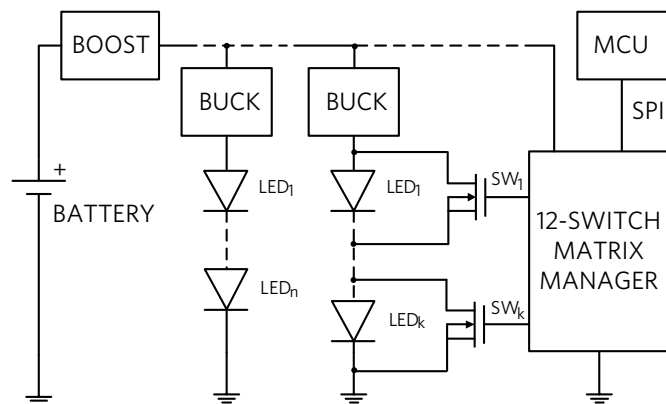 BOOST
MCU
BUCK
BUCK
SPI
+
BATTERY
LED1
LED1
SW1
12-SWITCH
MATRIX
MANAGER
LEDn
LEDk
SWk